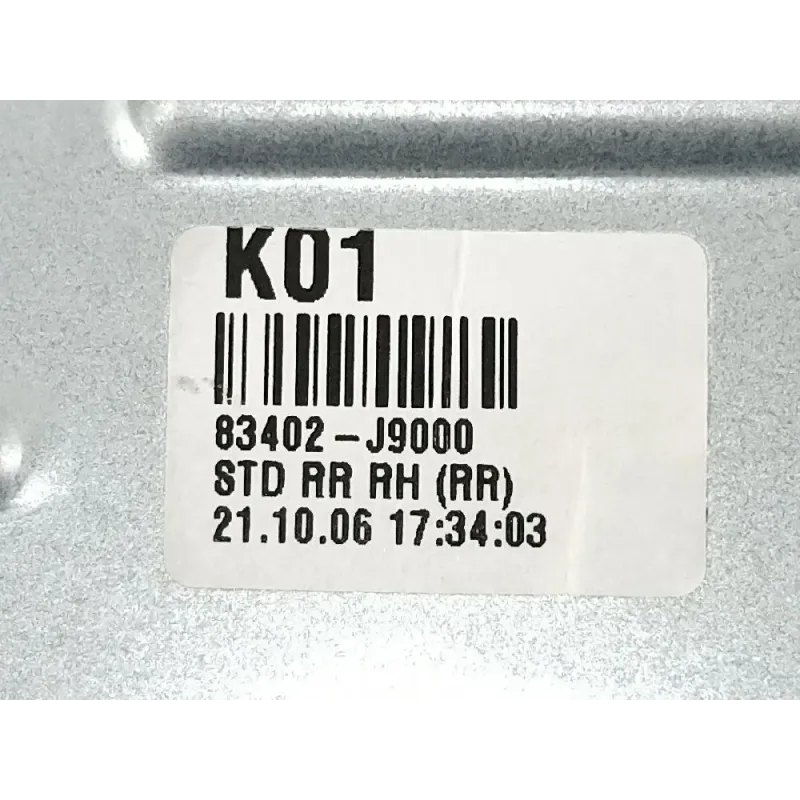 K01
83402-J9000
STD RR RH (RR)
21.10.06 17:34:03